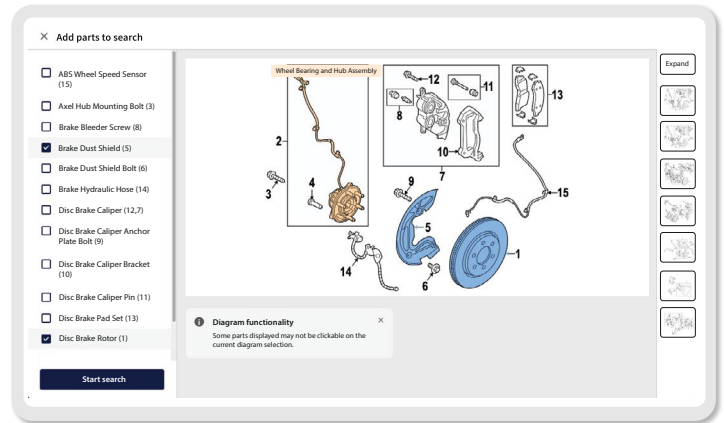 × Add parts to search
ABS Wheel Speed Sensor
(15)
Axel Hub Mounting Bolt (3)
Brake Bleeder Screw (8)
Brake Dust Shield (5)
Brake Dust Shield Bolt (6)
Brake Hydraulic Hose (14)
Disc Brake Caliper (12,7)
Disc Brake Caliper Anchor
Plate Bolt (9)
Disc Brake Caliper Bracket
(10)
Disc Brake Caliper Pin (11)
Disc Brake Pad Set (13)
Disc Brake Rotor (1)
Start search
Wheel Bearing and Hub Assembly
12
11
13
8
2
10
7
3
4
9
15
5
1
14
6
Diagram functionality ×
Some parts displayed may not be clickable on the
current diagram selection.
Expand